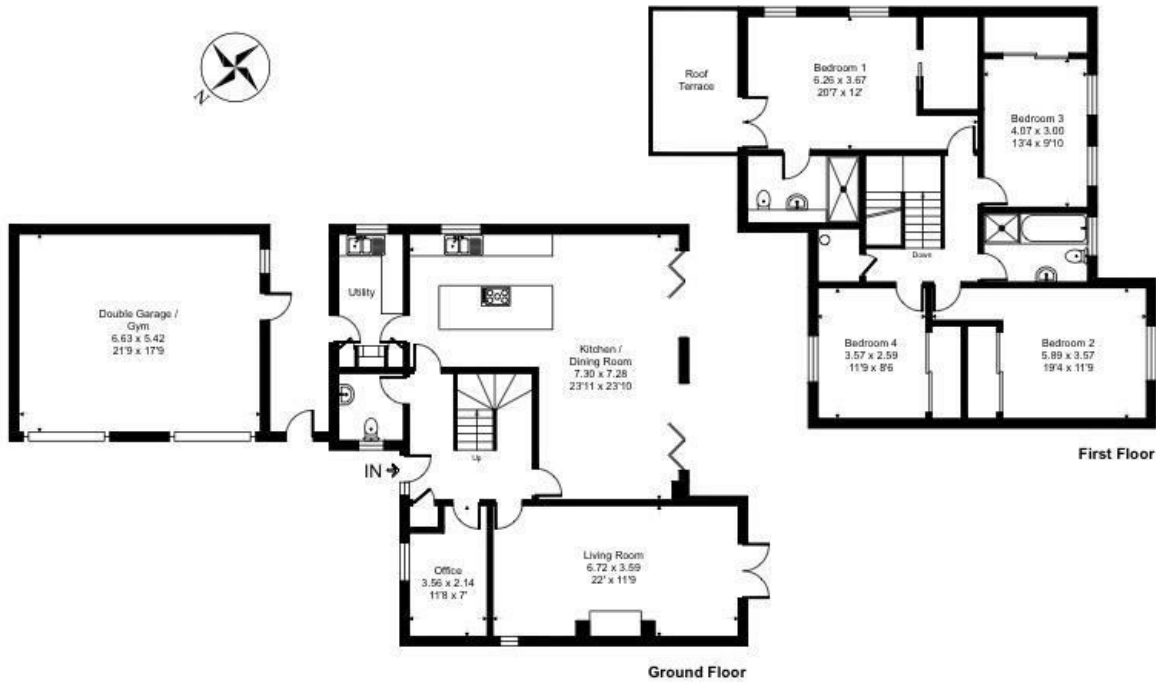 N
Double Garage /
Gym
6.63 x 5.42
21'9 x 17'9
Utility
Kitchen /
Dining Room
7.30 x 7.28
23'11 x 23'10
Up
IN
Office
3.56 x 2.14
11'8 x 7'
Living Room
6.72 x 3.59
22' x 11'9
Ground Floor
Roof
Terrace
Bedroom 1
6.26 x 3.67
20'7 x 12'
Bedroom 3
4.07 x 3.00
13'4 x 9'10
Down
Bedroom 4
3.57 x 2.59
11'9 x 8'6
Bedroom 2
5.89 x 3.57
19'4 x 11'9
First Floor